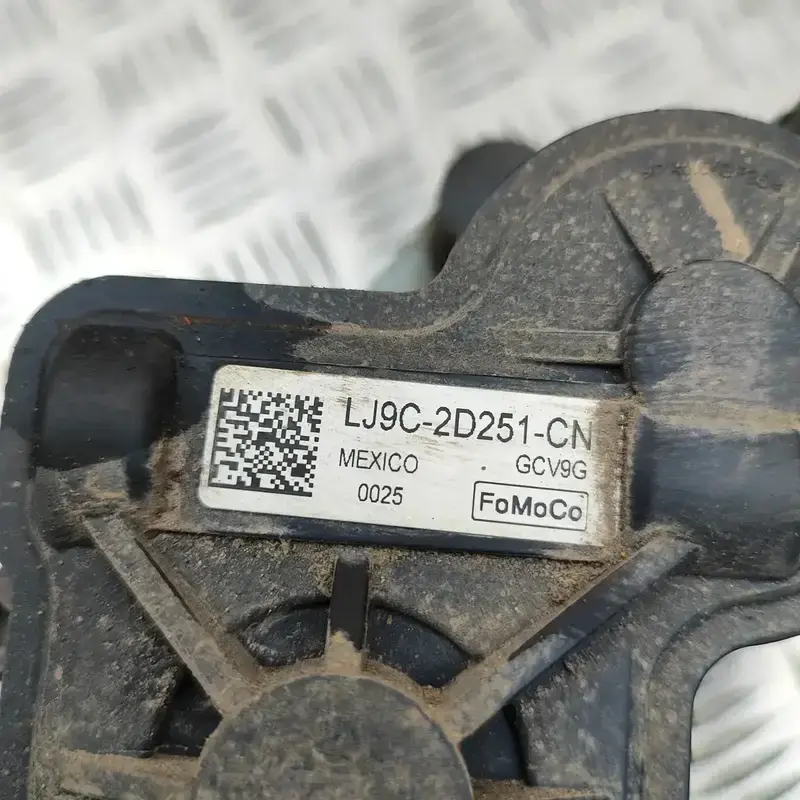 LJ9C-2D251-CN
MEXICO . GCV9G
0025 FoMoCo